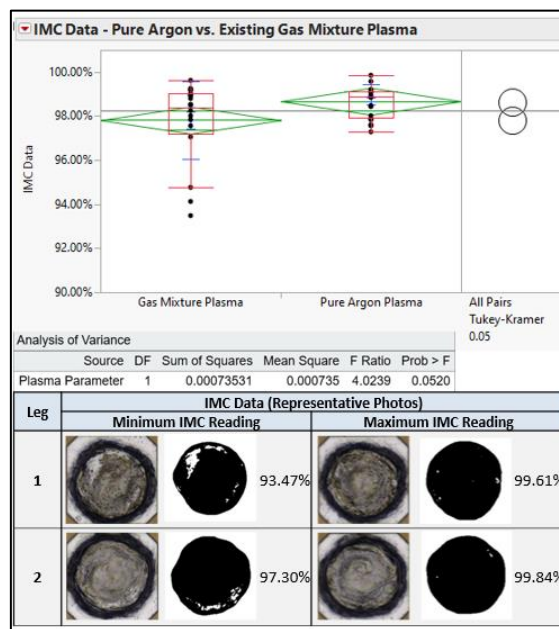 IMC Data - Pure Argon vs. Existing Gas Mixture Plasma
100.00%
98.00%
96.00%
94.00%
92.00%
90.00%
IMC Data
Gas Mixture Plasma
Pure Argon Plasma
All Pairs
Tukey-Kramer
0.05
Analysis of Variance
Source DF Sum of Squares Mean Square F Ratio Prob > F
Plasma Parameter 1 0.00073531 0.000735 4.0239 0.0520
Leg
IMC Data (Representative Photos)
Minimum IMC Reading Maximum IMC Reading
1 93.47% 99.61%
2 97.30% 99.84%